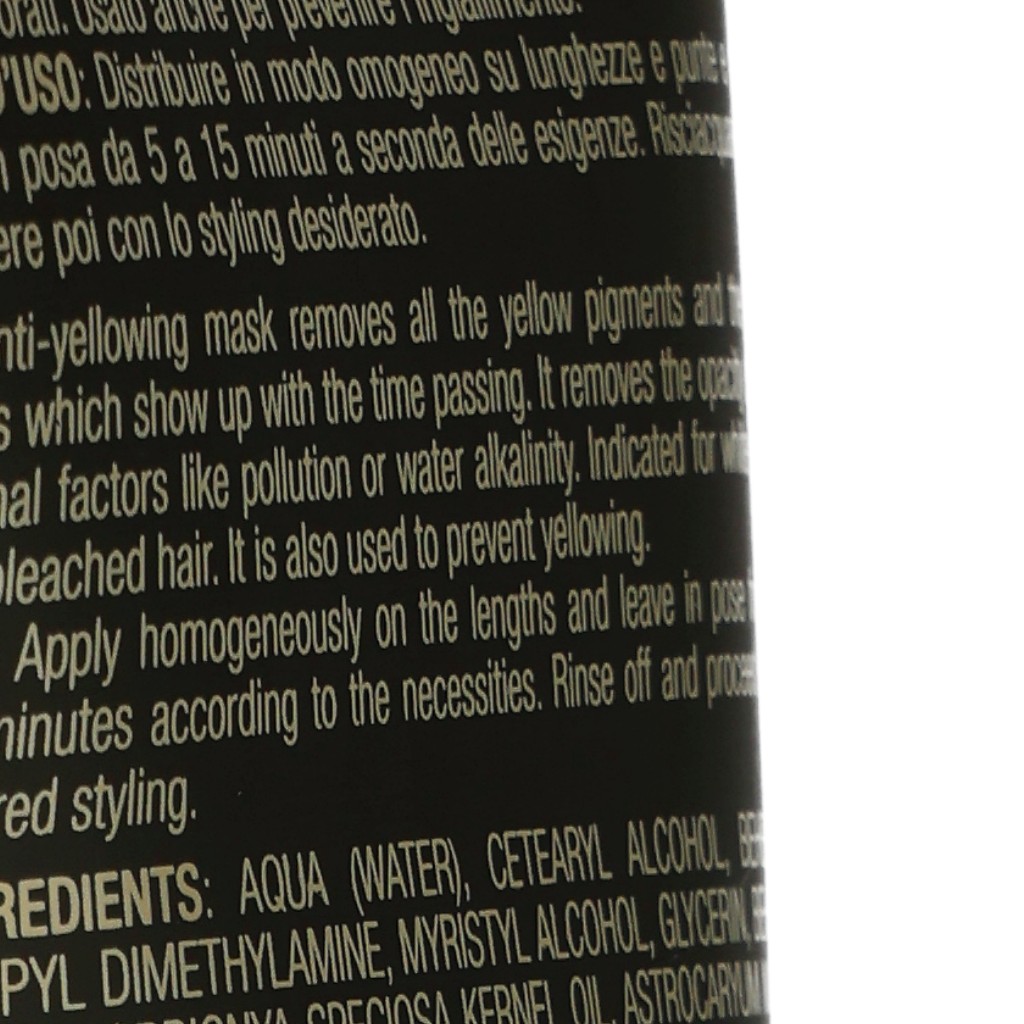 orati. Usato anche per prevenire l'ingiallimento.
D'USO: Distribuire in modo omogeneo su lunghezze e punte e
posa da 5 a 15 minuti a seconda delle esigenze. Risciacqu
ere poi con lo styling desiderato.
nti-yellowing mask removes all the yellow pigments and
s which show up with the time passing. It removes the opacity
nal factors like pollution or water alkalinity. Indicated for
bleached hair. It is also used to prevent yellowing.
Apply homogeneously on the lengths and leave in pose
minutes according to the necessities. Rinse off and procee
red styling.
REDIENTS: AQUA (WATER), CETEARYL ALCOHOL, BEH
PYL DIMETHYLAMINE, MYRISTYL ALCOHOL, GLYCERIN,
SPECIOSA KERNEL OIL, ASTROCARYUM